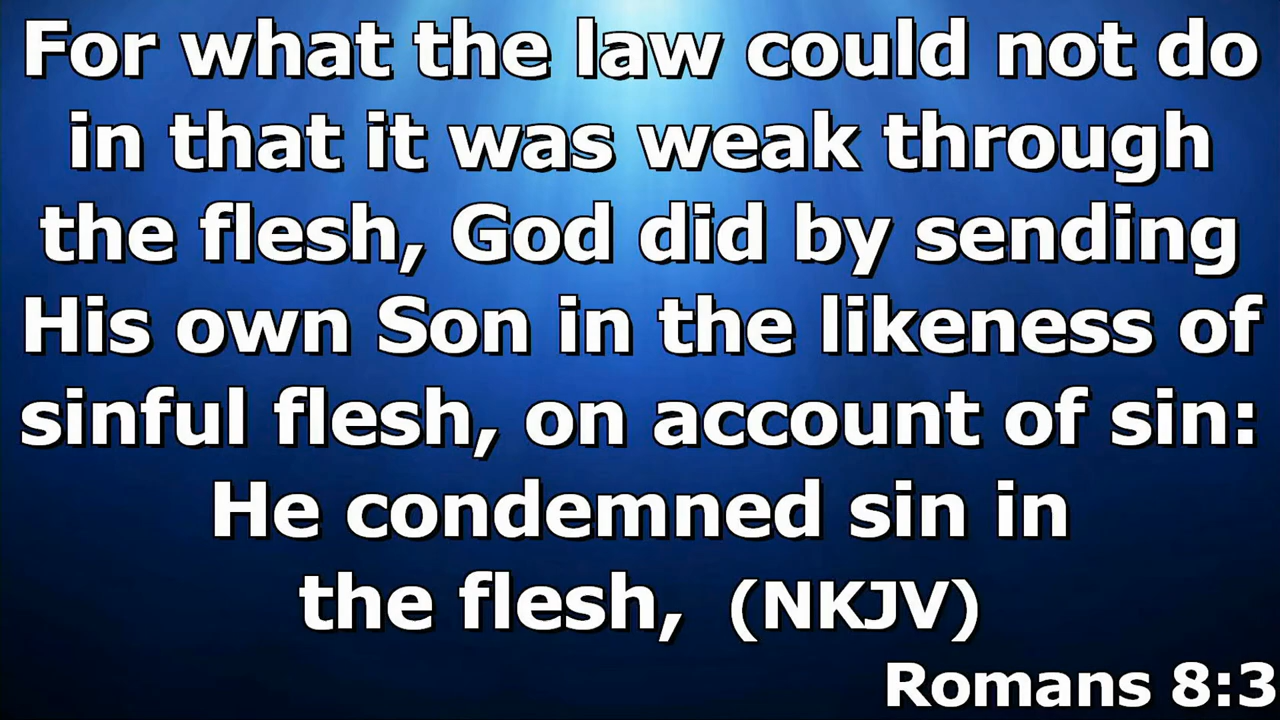 For what the law could not do
in that it was weak through
the flesh, God did by sending
His own Son in the likeness of
sinful flesh, on account of sin:
He condemned sin in
the flesh, (NKJV)
Romans 8:3